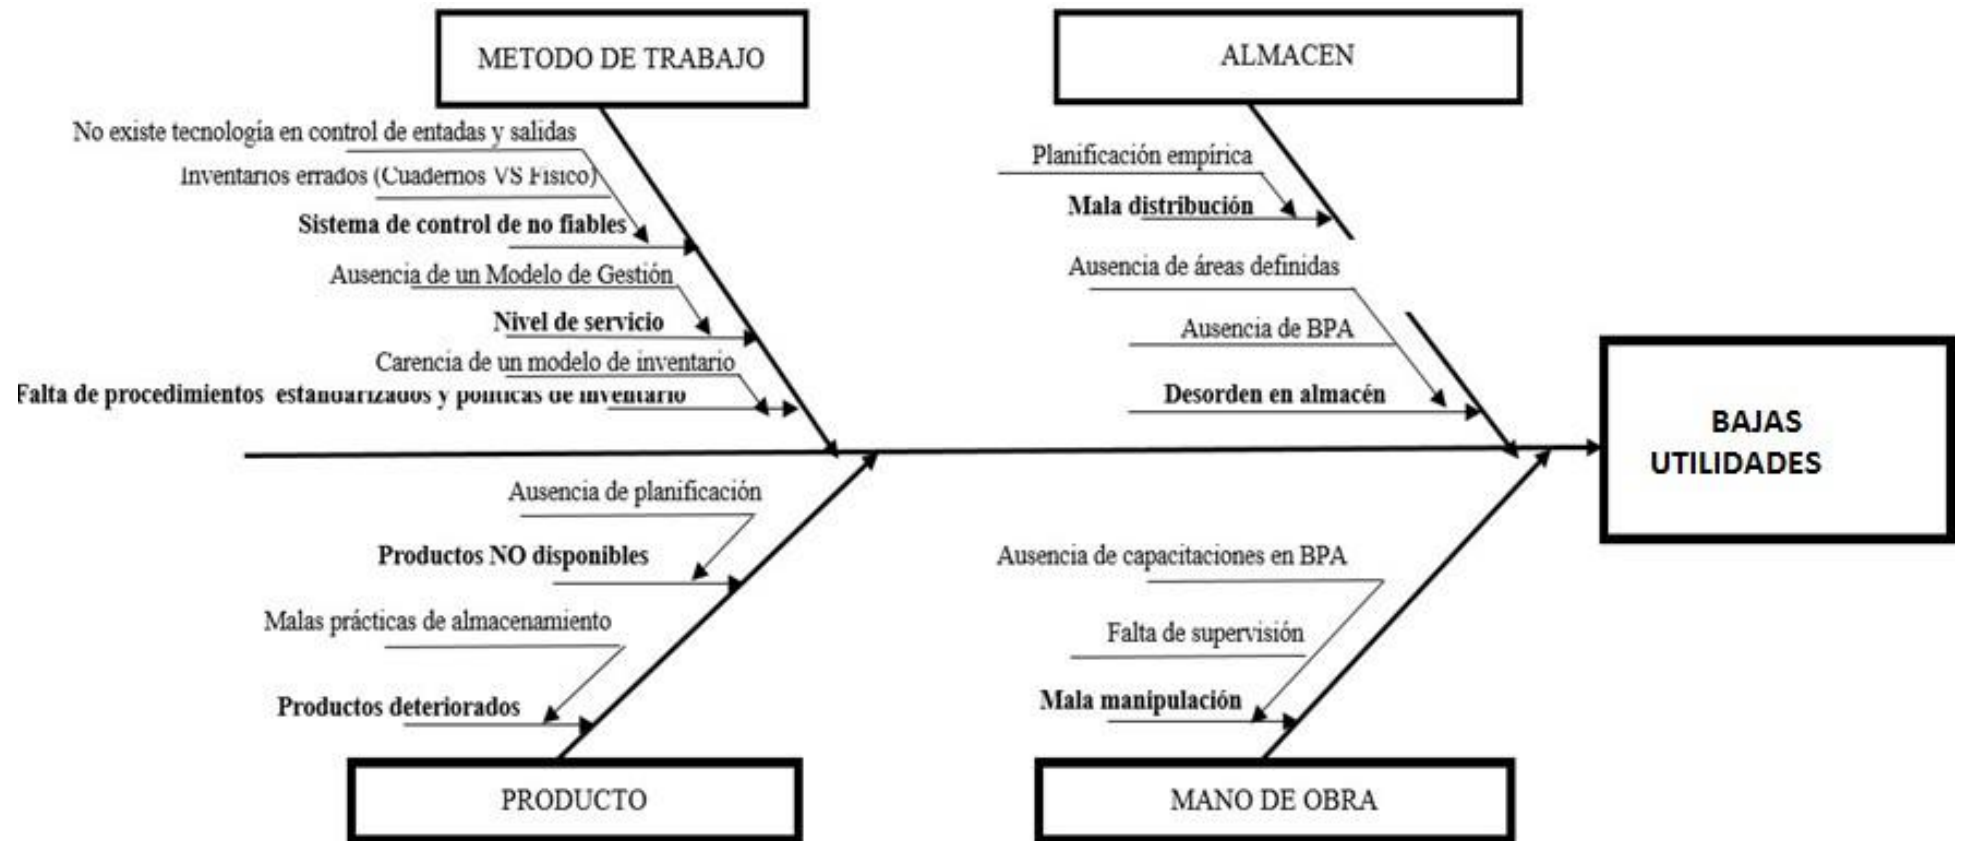 METODO DE TRABAJO
ALMACEN
No existe tecnología en control de entadas y salidas
Inventarios errados (Cuadernos VS Fisico)
Sistema de control de no fiables
Ausencia de un Modelo de Gestión
Nivel de servicio
Carencia de un modelo de inventario
Falta de procedimientos estandarizados y politicas de inventario
Planificación empírica
Mala distribución
Ausencia de áreas definidas
Ausencia de BPA
Desorden en almacén
BAJAS
UTILIDADES
Ausencia de planificación
Productos NO disponibles
Malas prácticas de almacenamiento
Productos deteriorados
Ausencia de capacitaciones en BPA
Falta de supervisión
Mala manipulación
PRODUCTO
MANO DE OBRA